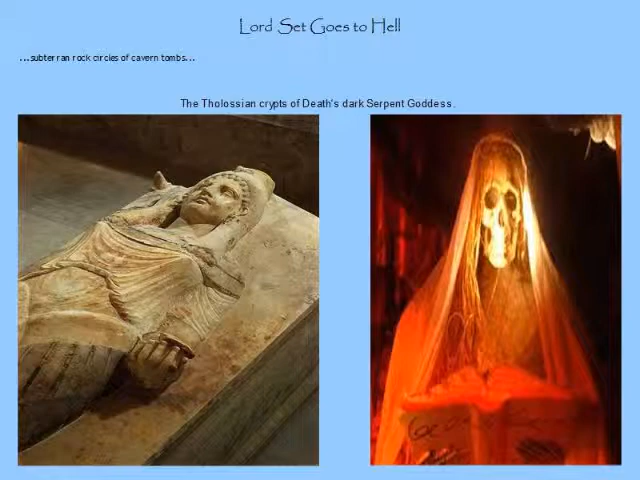 Lord Set Goes to Hell
...subterran rock circles of cavern tombs...
The Tholossian crypts of Death's dark Serpent Goddess.